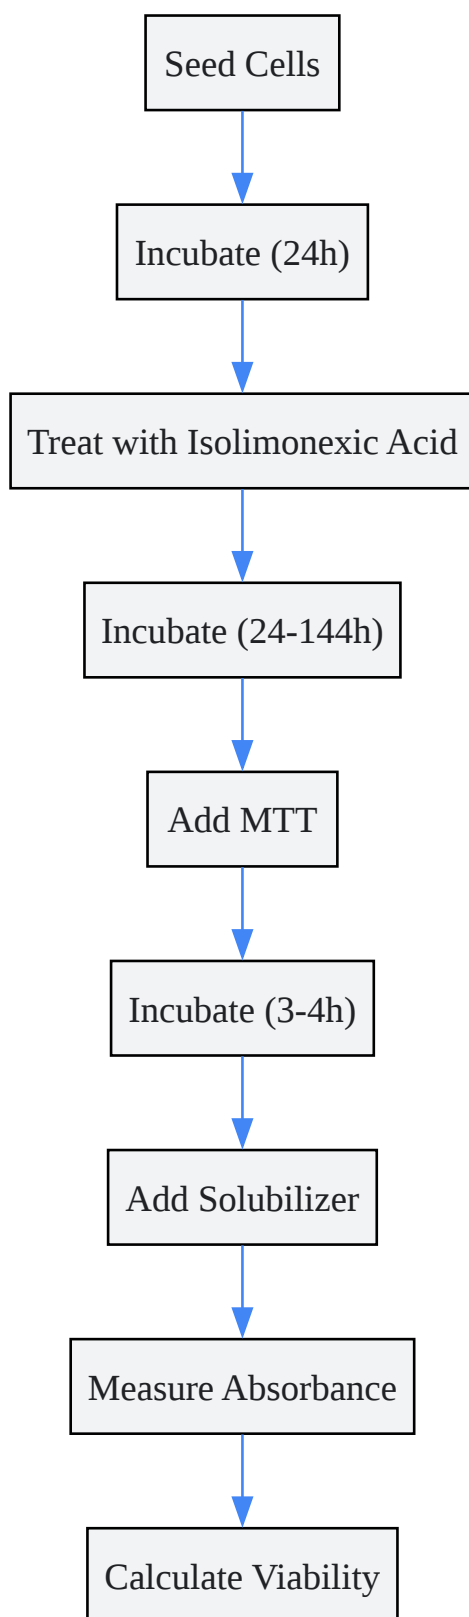 Seed Cells
Incubate (24h)
Treat with Isolimonexic Acid
Incubate (24-144h)
Add MTT
Incubate (3-4h)
Add Solubilizer
Measure Absorbance
Calculate Viability